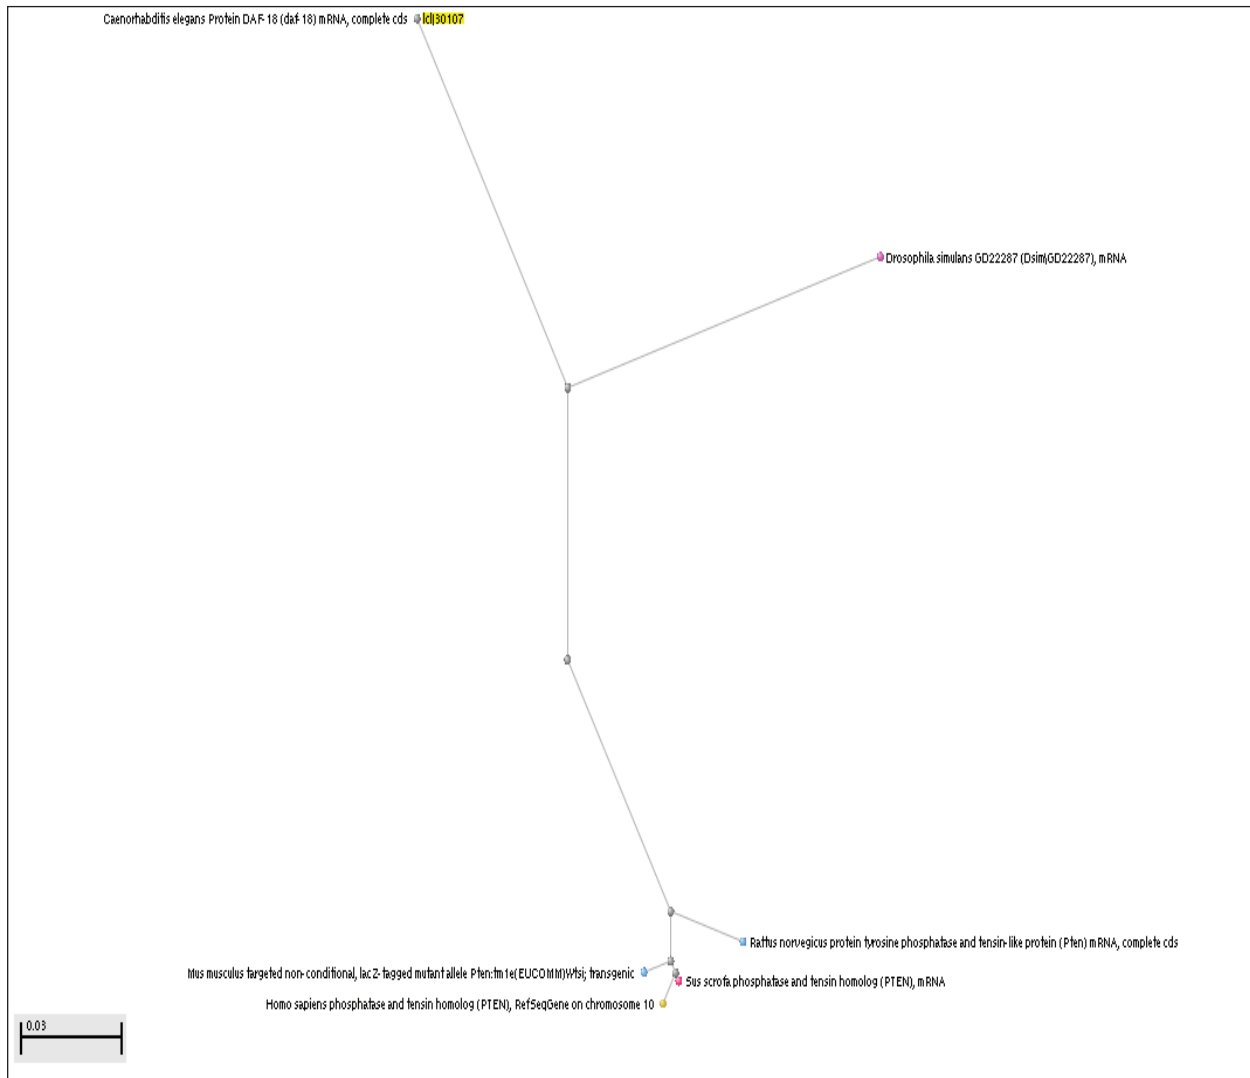 Caenorhabditis elegans Protein DAF-18 (daf-18) mRNA, complete cds lcl|30107
Drosophila simulans GD22287 (Dsim\GD22287), mRNA
Rattus norvegicus protein tyrosine phosphatase and tensin-like protein (Pten) mRNA, complete cds
Mus musculus targeted non-conditional, lacZ-tagged mutant allele Pten:tm1e(EUCOMM)Wtsi; transgenic
Sus scrofa phosphatase and tensin homolog (PTEN), mRNA
Homo sapiens phosphatase and tensin homolog (PTEN), RefSeqGene on chromosome 10
0.03